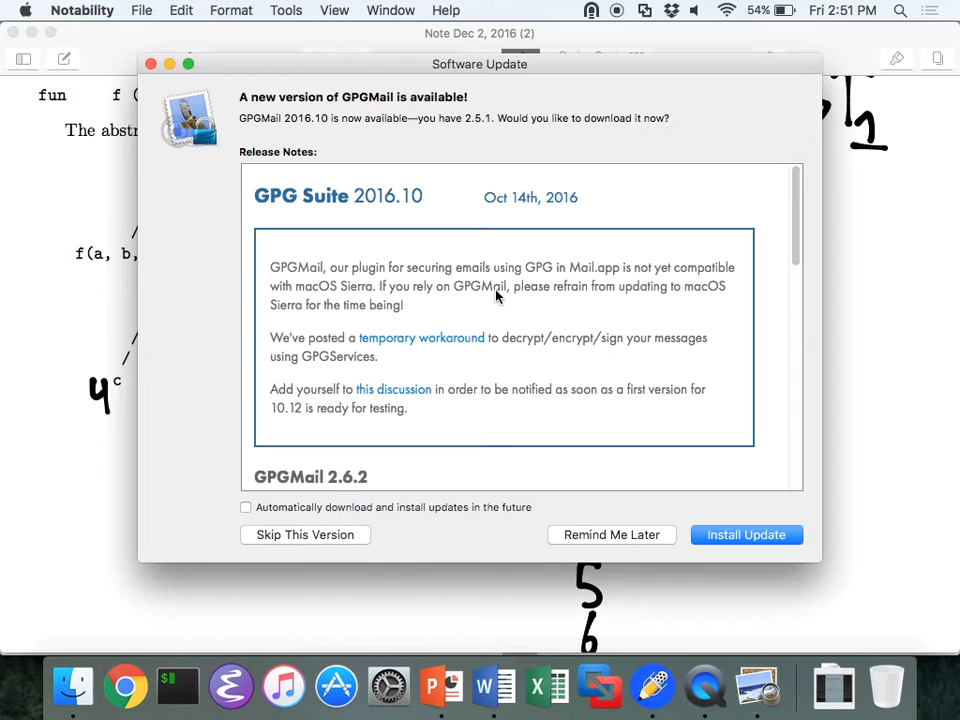 Notability File Edit Format Note Tools View Window Help 54% Fri 2:51 PM
Note Dec 2, 2016 (2)
Software Update
fun f (
The abstr
f(a, b,
/
/
/
4 c
1
A new version of GPGMail is available!
GPGMail 2016.10 is now available—you have 2.5.1. Would you like to download it now?
Release Notes:
GPG Suite 2016.10 Oct 14th, 2016
GPGMail, our plugin for securing emails using GPG in Mail.app is not yet compatible
with macOS Sierra. If you rely on GPGMail, please refrain from updating to macOS
Sierra for the time being!
We've posted a temporary workaround to decrypt/encrypt/sign your messages
using GPGServices.
Add yourself to this discussion in order to be notified as soon as a first version for
10.12 is ready for testing.
GPGMail 2.6.2
Automatically download and install updates in the future
Skip This Version Remind Me Later Install Update
5
6